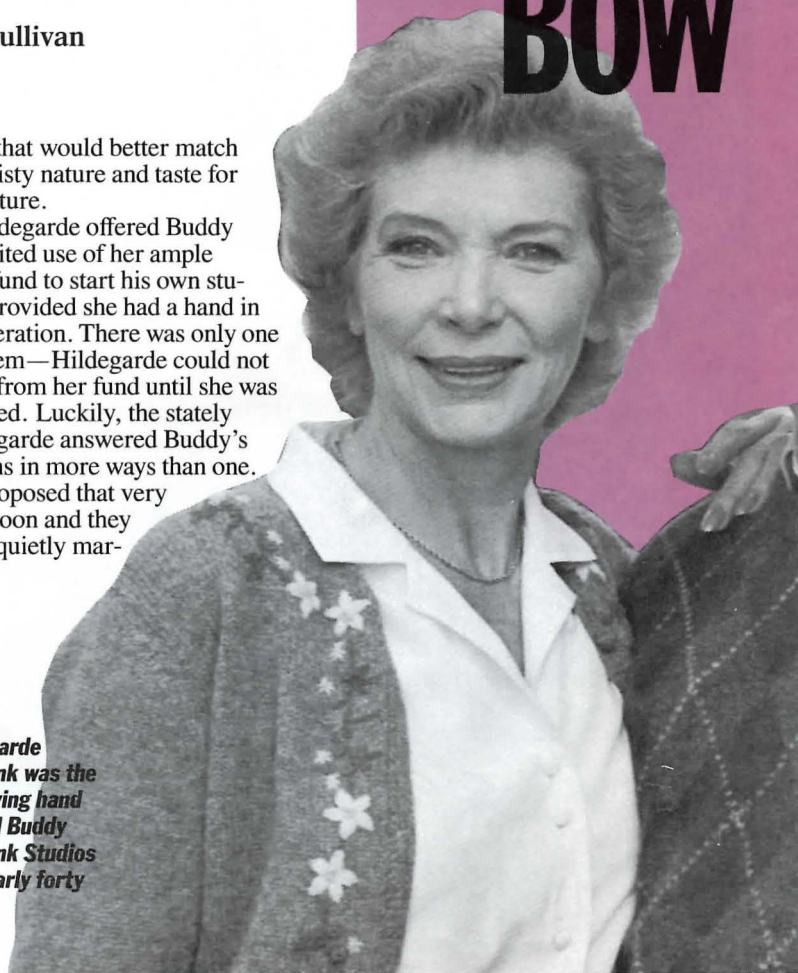 BOW
ullivan
that would better match
isty nature and taste for
ture.
degarde offered Buddy
ited use of her ample
und to start his own stu-
rovided she had a hand in
eration. There was only one
em—Hildegarde could not
from her fund until she was
ed. Luckily, the stately
garde answered Buddy's
ns in more ways than one.
oposed that very
oon and they
quietly mar-
arde
nk was the
ing hand
l Buddy
nk Studios
arly forty